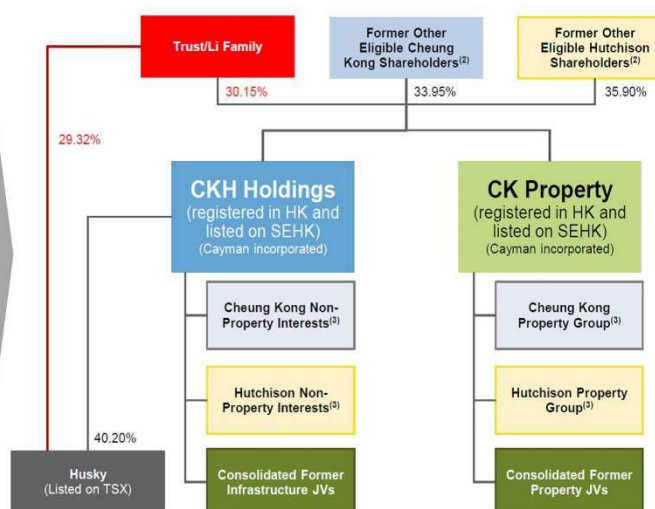 Trust/Li Family
Former Other
Eligible Cheung
Kong Shareholders(2)
Former Other
Eligible Hutchison
Shareholders(2)
30.15%
33.95%
35.90%
29.32%
CKH Holdings
(registered in HK and
listed on SEHK)
(Cayman incorporated)
CK Property
(registered in HK and
listed on SEHK)
(Cayman incorporated)
Cheung Kong Non-
Property Interests(3)
Cheung Kong
Property Group(3)
Hutchison Non-
Property Interests(3)
Hutchison Property
Group(3)
40.20%
Husky
(Listed on TSX)
Consolidated Former
Infrastructure JVs
Consolidated Former
Property JVs